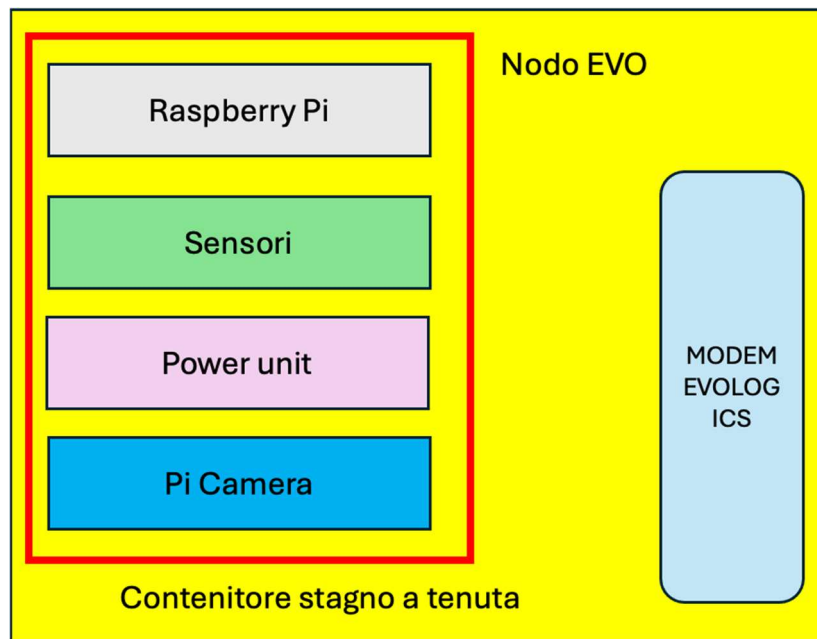 Nodo EVO
Raspberry Pi
Sensori
Power unit
Pi Camera
MODEM
EVOLOG
ICS
Contenitore stagno a tenuta